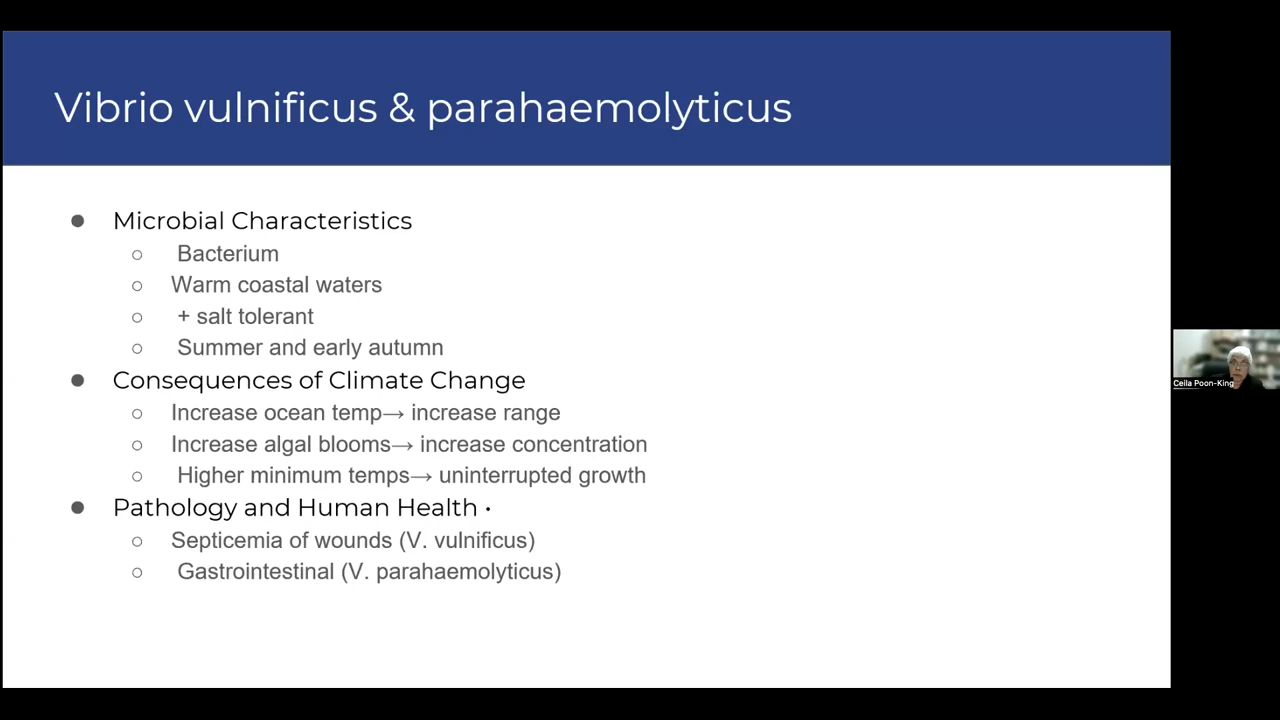 Vibrio vulnificus & parahaemolyticus
● Microbial Characteristics
○ Bacterium
○ Warm coastal waters
○ + salt tolerant
○ Summer and early autumn
● Consequences of Climate Change
○ Increase ocean temp→ increase range
○ Increase algal blooms→ increase concentration
○ Higher minimum temps→ uninterrupted growth
● Pathology and Human Health •
○ Septicemia of wounds (V. vulnificus)
○ Gastrointestinal (V. parahaemolyticus)
Ceila Poon-King